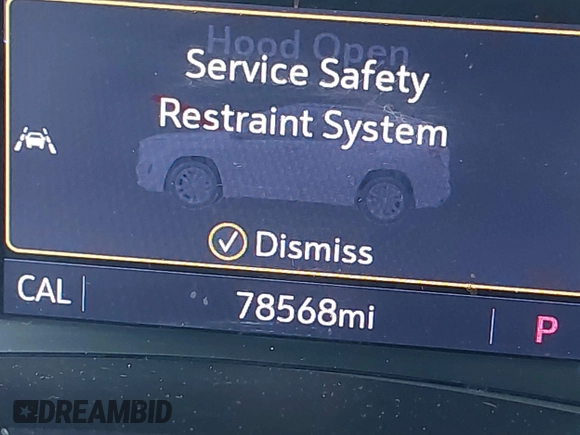 Hood Open
Service Safety
Restraint System
Dismiss
CAL
78568mi
P
DREAMBID